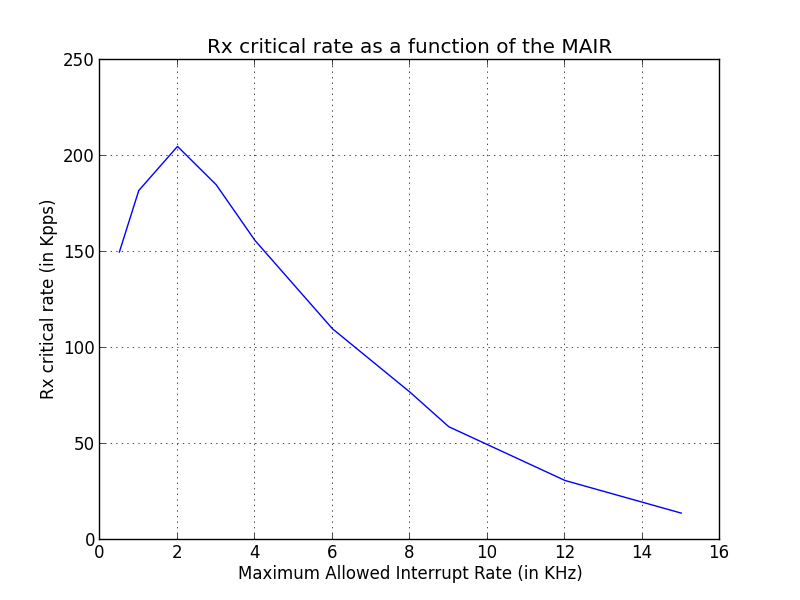 Rx critical rate as a function of the MAIR
250
200
150
100
50
0
Rx critical rate (in Kpps)
0 2 4 6 8 10 12 14 16
Maximum Allowed Interrupt Rate (in KHz)